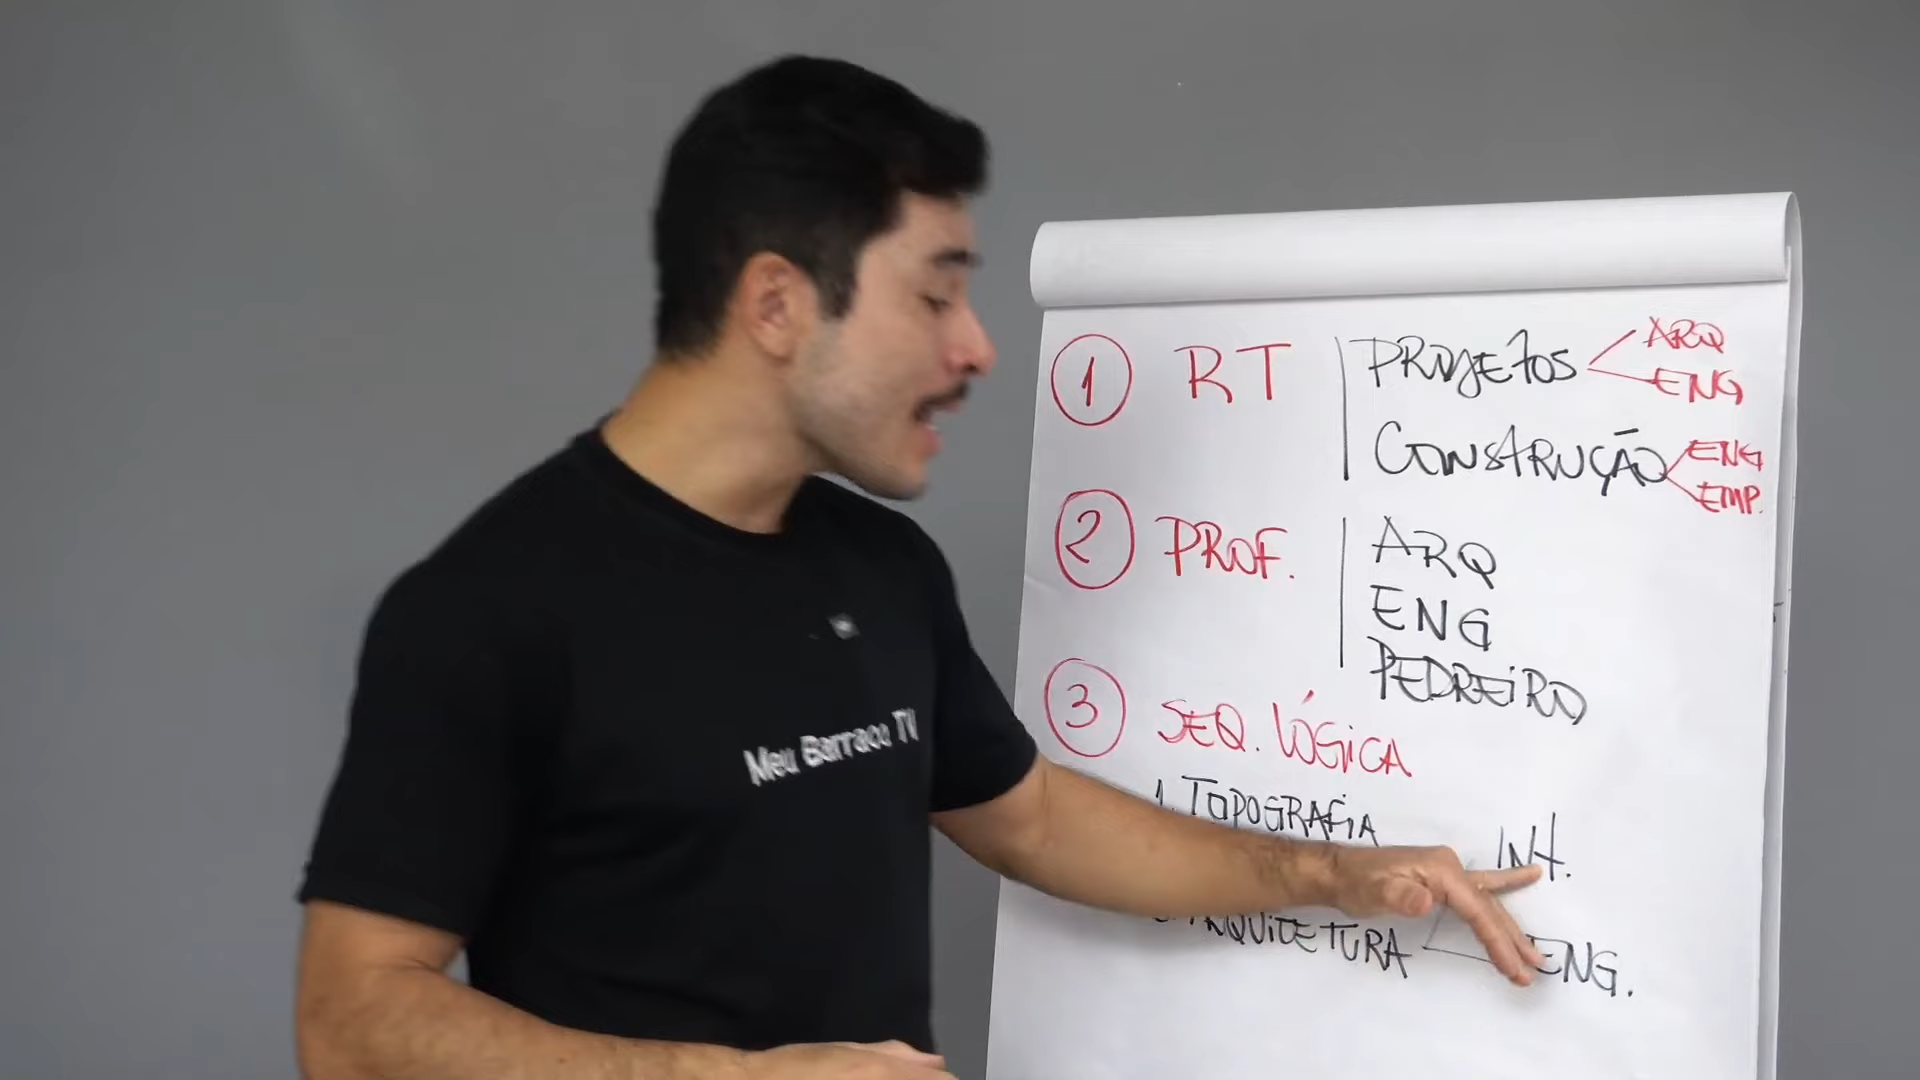 1 RT PROJETOS ARQ
ENG
CONSTRUÇÃO ENG
EMP.
2 PROF. ARQ
ENG
PEDREIRO
3 SEQ. LÓGICA
1. TOPOGRAFIA
INT.
ARQUITETURA ENG.
Meu Barraco TV